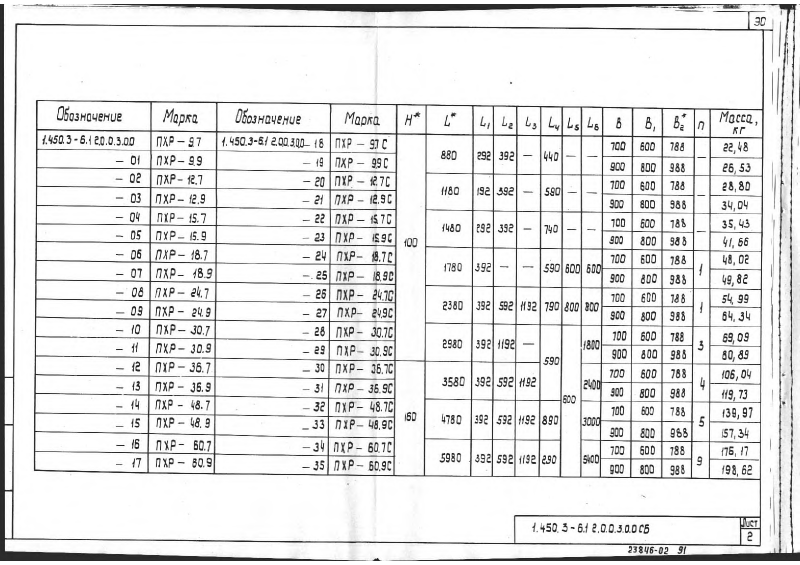 90
Обозначение Марка Обозначение Марка H* L* L1 L2 L3 L4 L5 L6 B B1 B2* п Масса, кг
1.450.3-6.1 2.0.0.3.00 ПХР – 9.7 1.450.3-6.1 2.0.0.3.00 – 18 ПХР – 9.7С 100 880 292 392 — 440 — — 700 600 788 — 22,48
– 01 ПХР – 9.9 – 19 ПХР – 9.9С 900 800 988 26,53
– 02 ПХР – 12.7 – 20 ПХР – 12.7С 1180 192 392 — 590 — — 700 600 788 — 28,80
– 03 ПХР – 12.9 – 21 ПХР – 12.9С 900 800 988 34,04
– 04 ПХР – 15.7 – 22 ПХР – 15.7С 1480 292 392 — 740 — — 700 600 788 — 35,43
– 05 ПХР – 15.9 – 23 ПХР – 15.9С 900 800 988 41,66
– 06 ПХР – 18.7 – 24 ПХР – 18.7С 1780 392 — — 590 600 600 700 600 788 1 48,02
– 07 ПХР – 18.9 – 25 ПХР – 18.9С 900 800 988 49,82
– 08 ПХР – 24.7 – 26 ПХР – 24.7С 2380 392 592 1192 790 800 800 700 600 788 1 54,99
– 09 ПХР – 24.9 – 27 ПХР – 24.9С 900 800 988 64,34
– 10 ПХР – 30.7 – 28 ПХР – 30.7С 2980 392 1192 — 590 600 1800 700 600 788 3 69,09
– 11 ПХР – 30.9 – 29 ПХР – 30.9С 900 800 988 80,89
– 12 ПХР – 36.7 – 30 ПХР – 36.7С 160 3580 392 592 1192 2400 700 600 788 4 106,04
– 13 ПХР – 36.9 – 31 ПХР – 36.9С 900 800 988 119,73
– 14 ПХР – 48.7 – 32 ПХР – 48.7С 4780 392 592 1192 890 3000 700 600 788 5 139,97
– 15 ПХР – 48.9 – 33 ПХР – 48.9С 900 800 988 157,34
– 16 ПХР – 60.7 – 34 ПХР – 60.7С 5980 392 592 1192 290 5400 700 600 788 9 176,17
– 17 ПХР – 60.9 – 35 ПХР – 60.9С 900 800 988 198,62
1.450.3-6.1 2.0.0.3.00СБ
Лист
2
23846-02 91